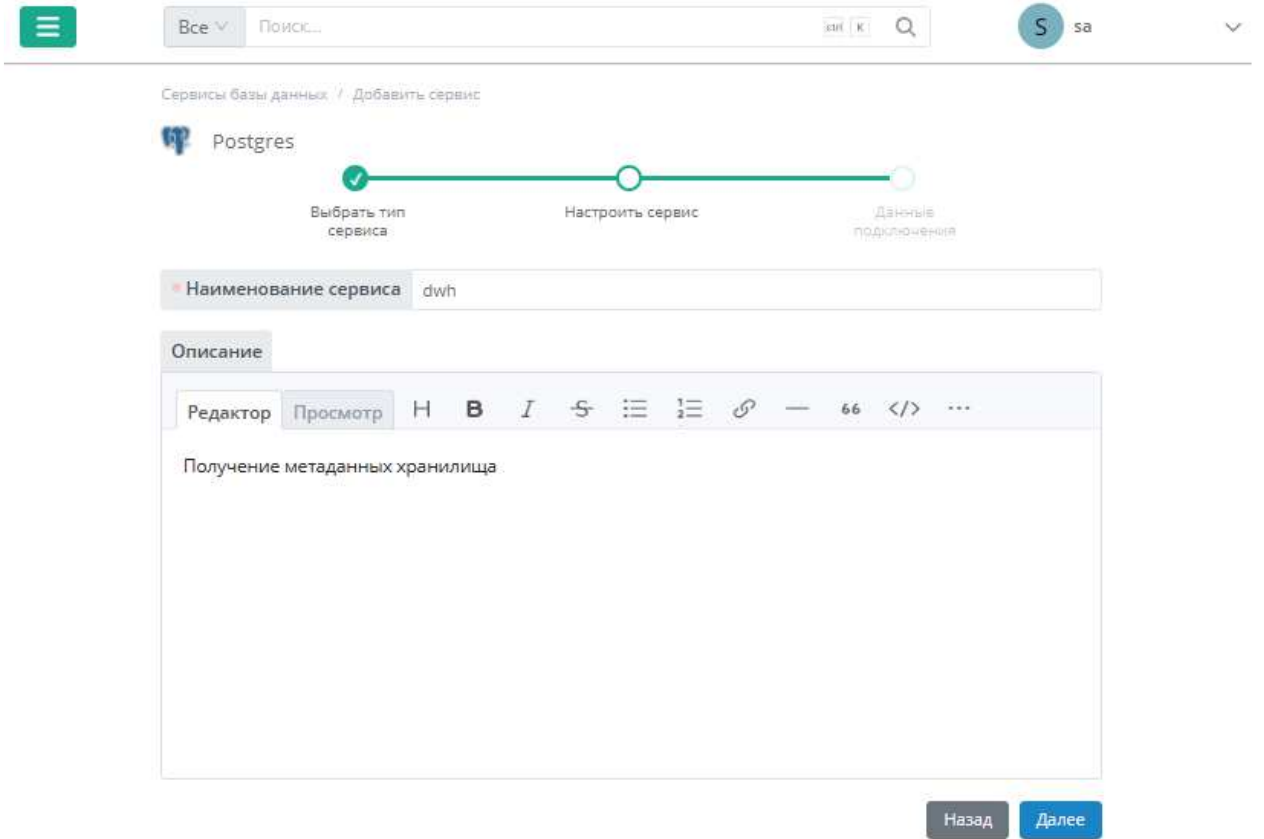 Все Поиск... ctrl K S sa
Сервисы базы данных / Добавить сервис
Postgres
Выбрать тип сервиса
Настроить сервис
Данные подключения
* Наименование сервиса dwh
Описание
Редактор Просмотр H B I S 66 </> ...
Получение метаданных хранилища
Назад Далее